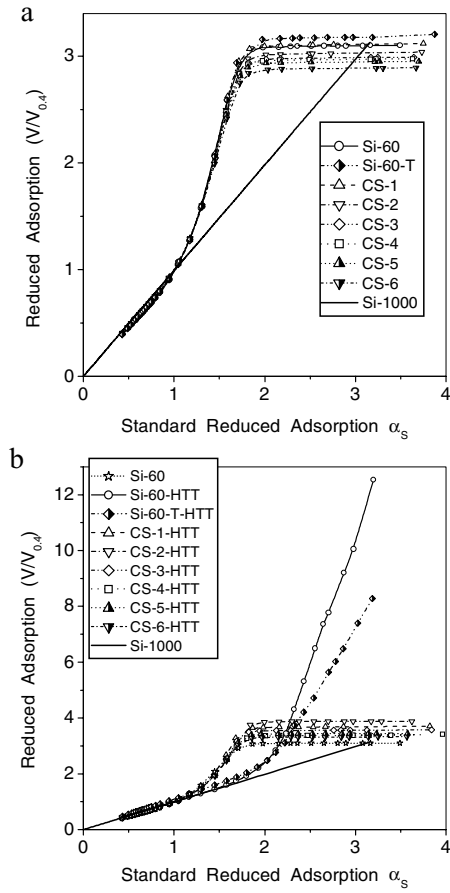 a
Reduced Adsorption (V/V0.4)
3
2
1
0
Si-60
Si-60-T
CS-1
CS-2
CS-3
CS-4
CS-5
CS-6
Si-1000
0 1 2 3 4
Standard Reduced Adsorption αS
b
Reduced Adsorption (V/V0.4)
12
10
8
6
4
2
0
Si-60
Si-60-HTT
Si-60-T-HTT
CS-1-HTT
CS-2-HTT
CS-3-HTT
CS-4-HTT
CS-5-HTT
CS-6-HTT
Si-1000
0 1 2 3 4
Standard Reduced Adsorption αS